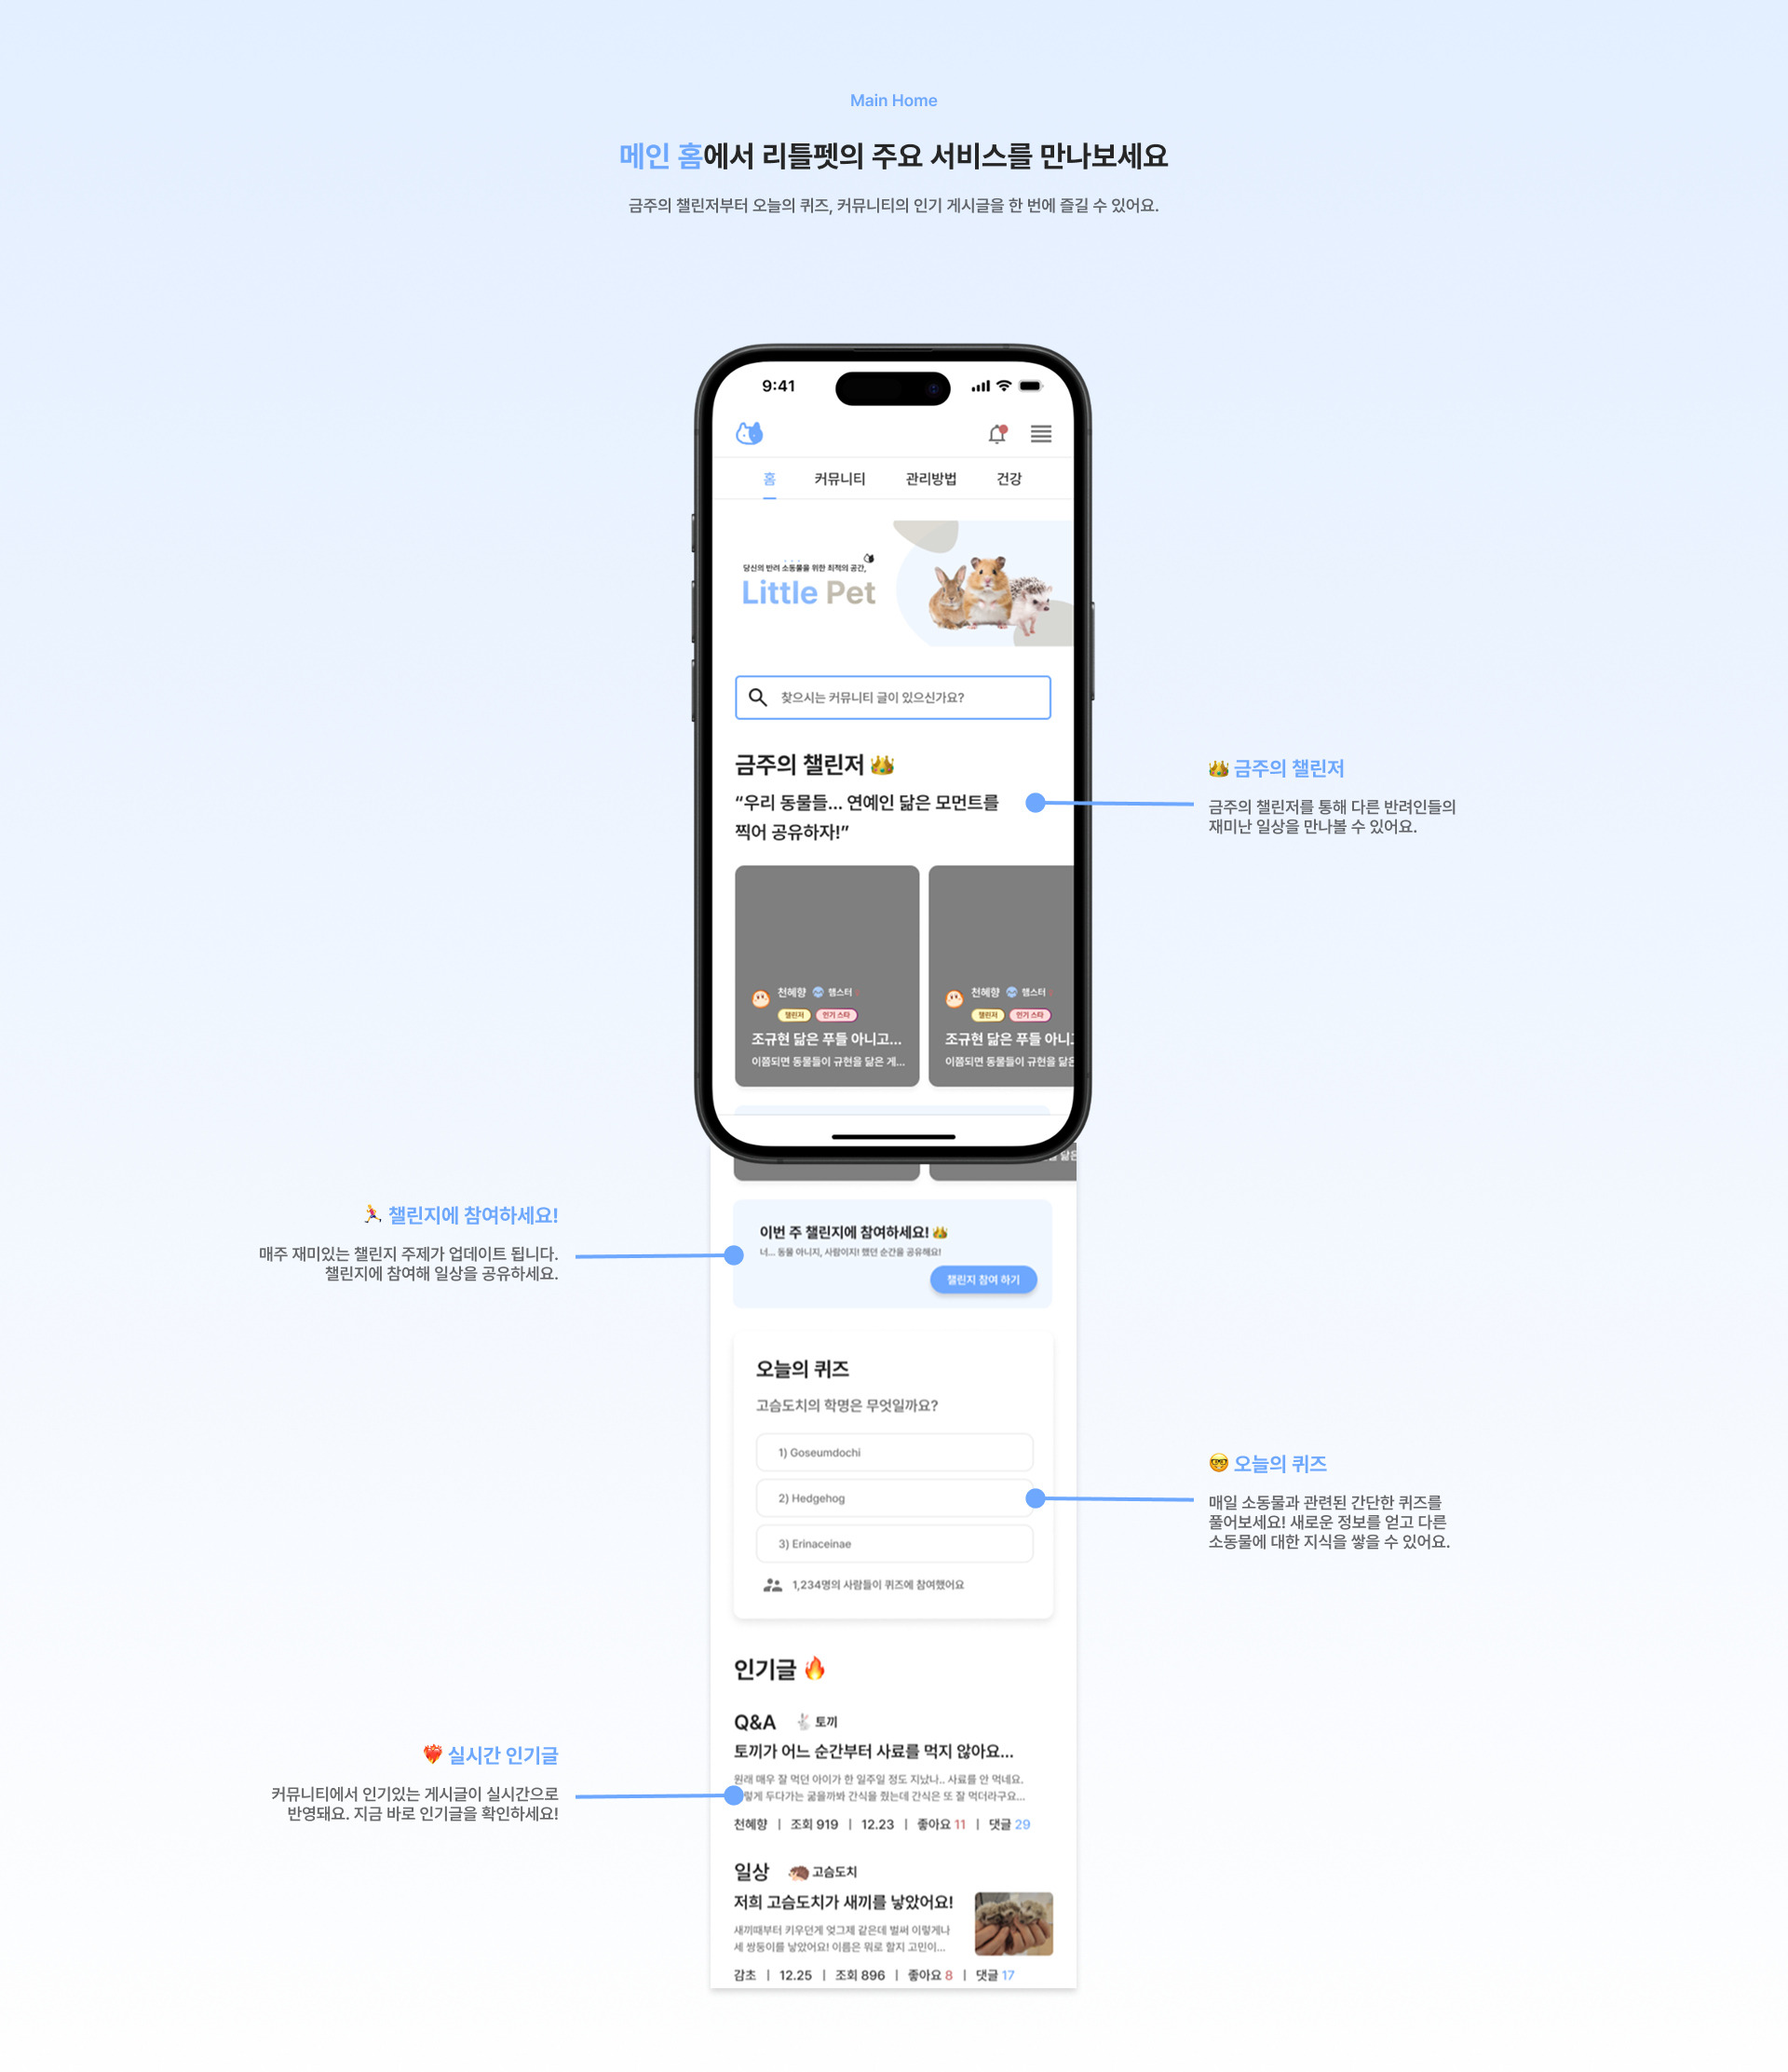 Main Home
메인 홈에서 리틀펫의 주요 서비스를 만나보세요
금주의 챌린저부터 오늘의 퀴즈, 커뮤니티의 인기 게시글을 한 번에 즐길 수 있어요.
9:41
홈 커뮤니티 관리방법 건강
당신의 반려 소동물을 위한 최적의 공간,
Little Pet
찾으시는 커뮤니티 글이 있으신가요?
금주의 챌린저 👑
“우리 동물들... 연예인 닮은 모먼트를
찍어 공유하자!”
👑 금주의 챌린저
금주의 챌린저를 통해 다른 반려인들의
재미난 일상을 만나볼 수 있어요.
천혜향 햄스터
챌린저 인기 스타
조규현 닮은 푸들 아니고...
이쯤되면 동물들이 규현을 닮은 게...
천혜향 햄스터
챌린저 인기 스타
조규현 닮은 푸들 아니
이쯤되면 동물들이 규현을 닮은
닮은
🏃‍♀️ 챌린지에 참여하세요!
매주 재미있는 챌린지 주제가 업데이트 됩니다.
챌린지에 참여해 일상을 공유하세요.
이번 주 챌린지에 참여하세요! 👑
너... 동물 아니지, 사람이지! 했던 순간을 공유해요!
챌린지 참여 하기
오늘의 퀴즈
고슴도치의 학명은 무엇일까요?
1) Goseumdochi
2) Hedgehog
3) Erinaceinae
1,234명의 사람들이 퀴즈에 참여했어요
🤓 오늘의 퀴즈
매일 소동물과 관련된 간단한 퀴즈를
풀어보세요! 새로운 정보를 얻고 다른
소동물에 대한 지식을 쌓을 수 있어요.
인기글 🔥
Q&A 🐇 토끼
토끼가 어느 순간부터 사료를 먹지 않아요...
원래 매우 잘 먹던 아이가 한 일주일 정도 지났나.. 사료를 안 먹네요.
렇게 두다가는 굶을까봐 간식을 줬는데 간식은 또 잘 먹더라구요...
천혜향 | 조회 919 | 12.23 | 좋아요 11 | 댓글 29
❤️‍🔥 실시간 인기글
커뮤니티에서 인기있는 게시글이 실시간으로
반영돼요. 지금 바로 인기글을 확인하세요!
일상 🦔 고슴도치
저희 고슴도치가 새끼를 낳았어요!
새끼때부터 키우던게 엊그제 같은데 벌써 이렇게나
세 쌍둥이를 낳았어요! 이름은 뭐로 할지 고민이...
감초 | 12.25 | 조회 896 | 좋아요 8 | 댓글 17